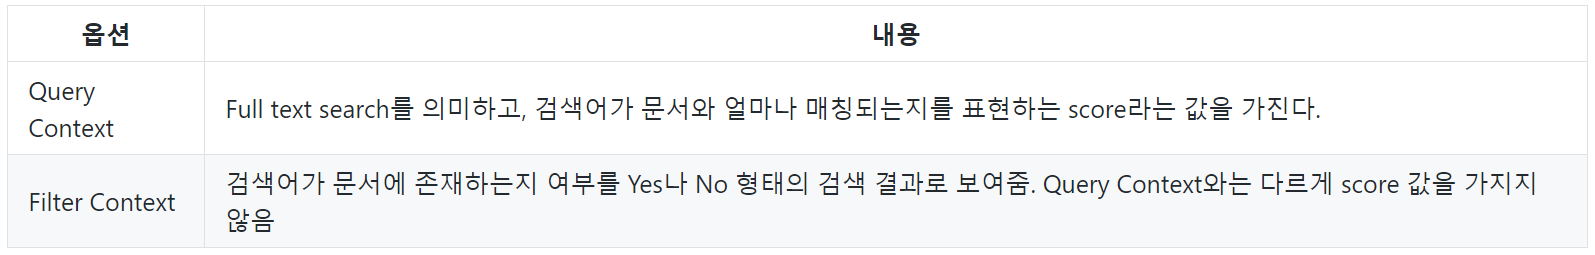 옵션
내용
Query
Context
Full text search를 의미하고, 검색어가 문서와 얼마나 매칭되는지를 표현하는 score라는 값을 가진다.
Filter Context
검색어가 문서에 존재하는지 여부를 Yes나 No 형태의 검색 결과로 보여줌. Query Context와는 다르게 score 값을 가지지
않음